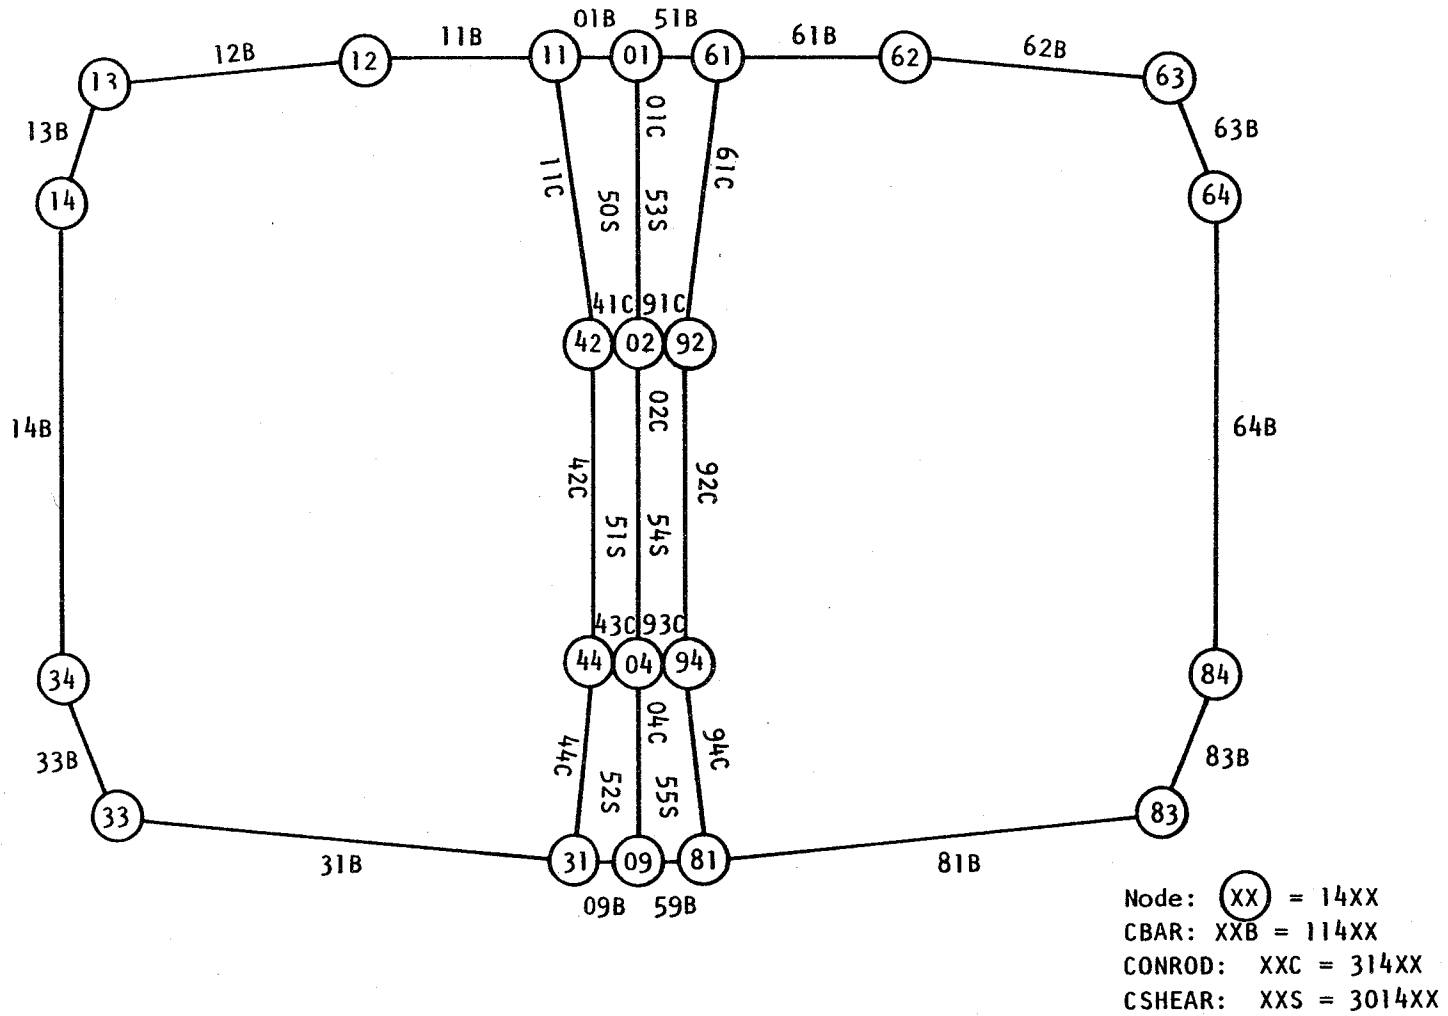 01B 51B
12B 11B 61B 62B
13 12 11 01 61 62 63
13B 01C 63B
11C 61C
14 50S 53S 64
41C 91C
42 02 92
02C
14B 64B
42C 92C
51S 54S
43C 93C
34 44 04 94 84
04C
33B 44C 94C 83B
52S 55S
33 83
31 09 81
31B 81B
09B 59B
Node: XX = 14XX
CBAR: XXB = 114XX
CONROD: XXC = 314XX
CSHEAR: XXS = 3014XX